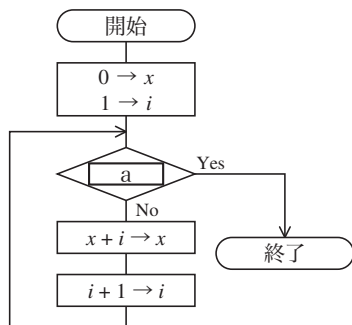 開始
0 → x
1 → i
a
Yes
No
x + i → x
終了
i + 1 → i